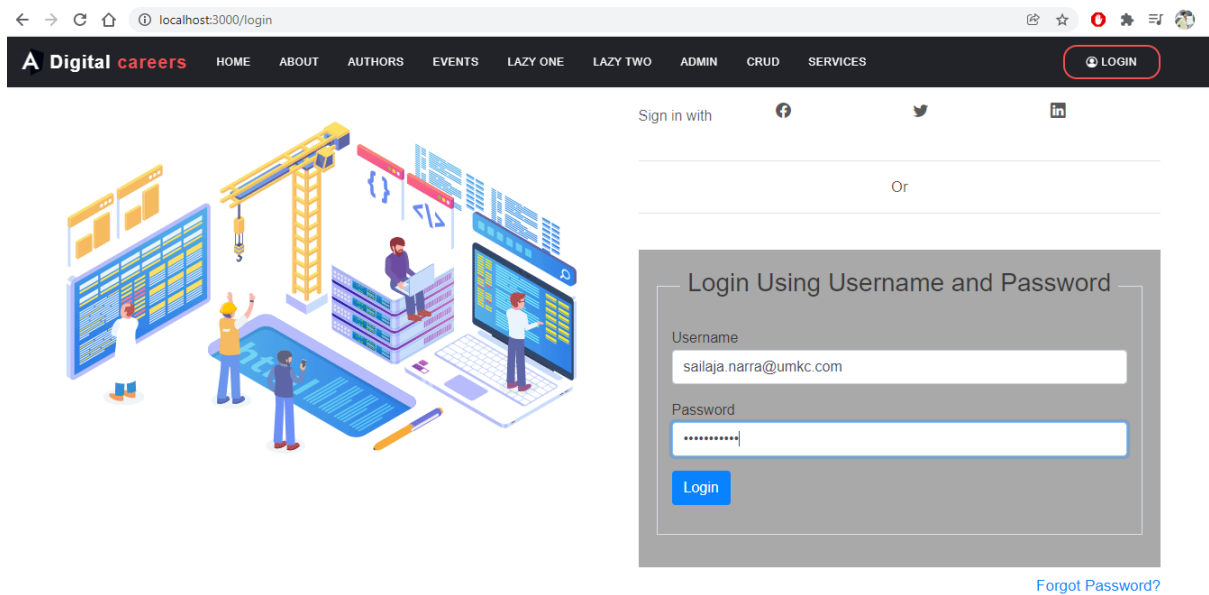 localhost:3000/login
A Digital careers HOME ABOUT AUTHORS EVENTS LAZY ONE LAZY TWO ADMIN CRUD SERVICES LOGIN
Sign in with
Or
{ }
</>
html
Login Using Username and Password
Username
sailaja.narra@umkc.com
Password
•••••••••••
Login
Forgot Password?